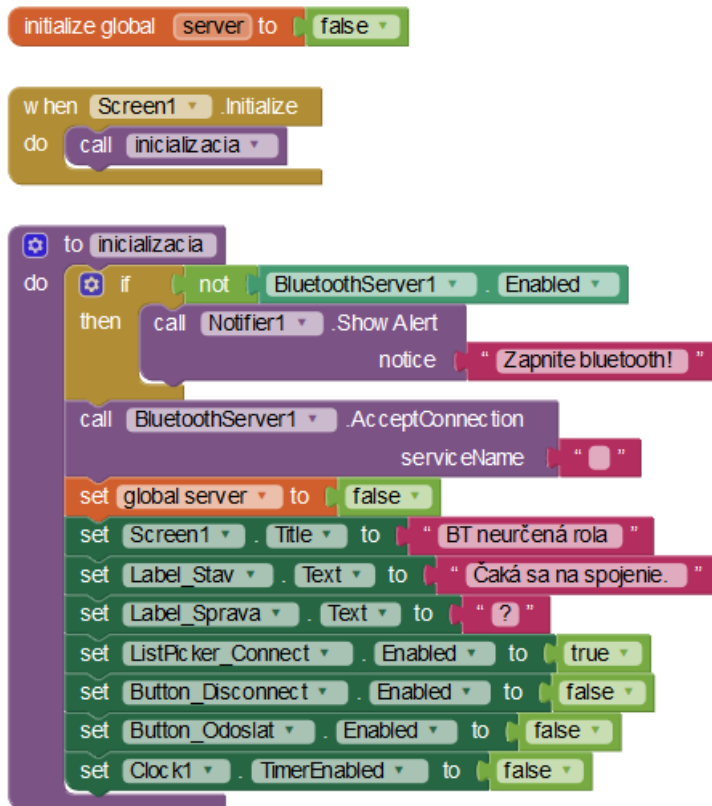 initialize global server to false
when Screen1 .Initialize
do call inicializacia
to inicializacia
do if not BluetoothServer1 . Enabled
then call Notifier1 .ShowAlert
notice " Zapnite bluetooth! "
call BluetoothServer1 .AcceptConnection
serviceName " "
set global server to false
set Screen1 . Title to " BT neurčená rola "
set Label_Stav . Text to " Čaká sa na spojenie. "
set Label_Sprava . Text to " ? "
set ListPicker_Connect . Enabled to true
set Button_Disconnect . Enabled to false
set Button_Odoslat . Enabled to false
set Clock1 . TimerEnabled to false